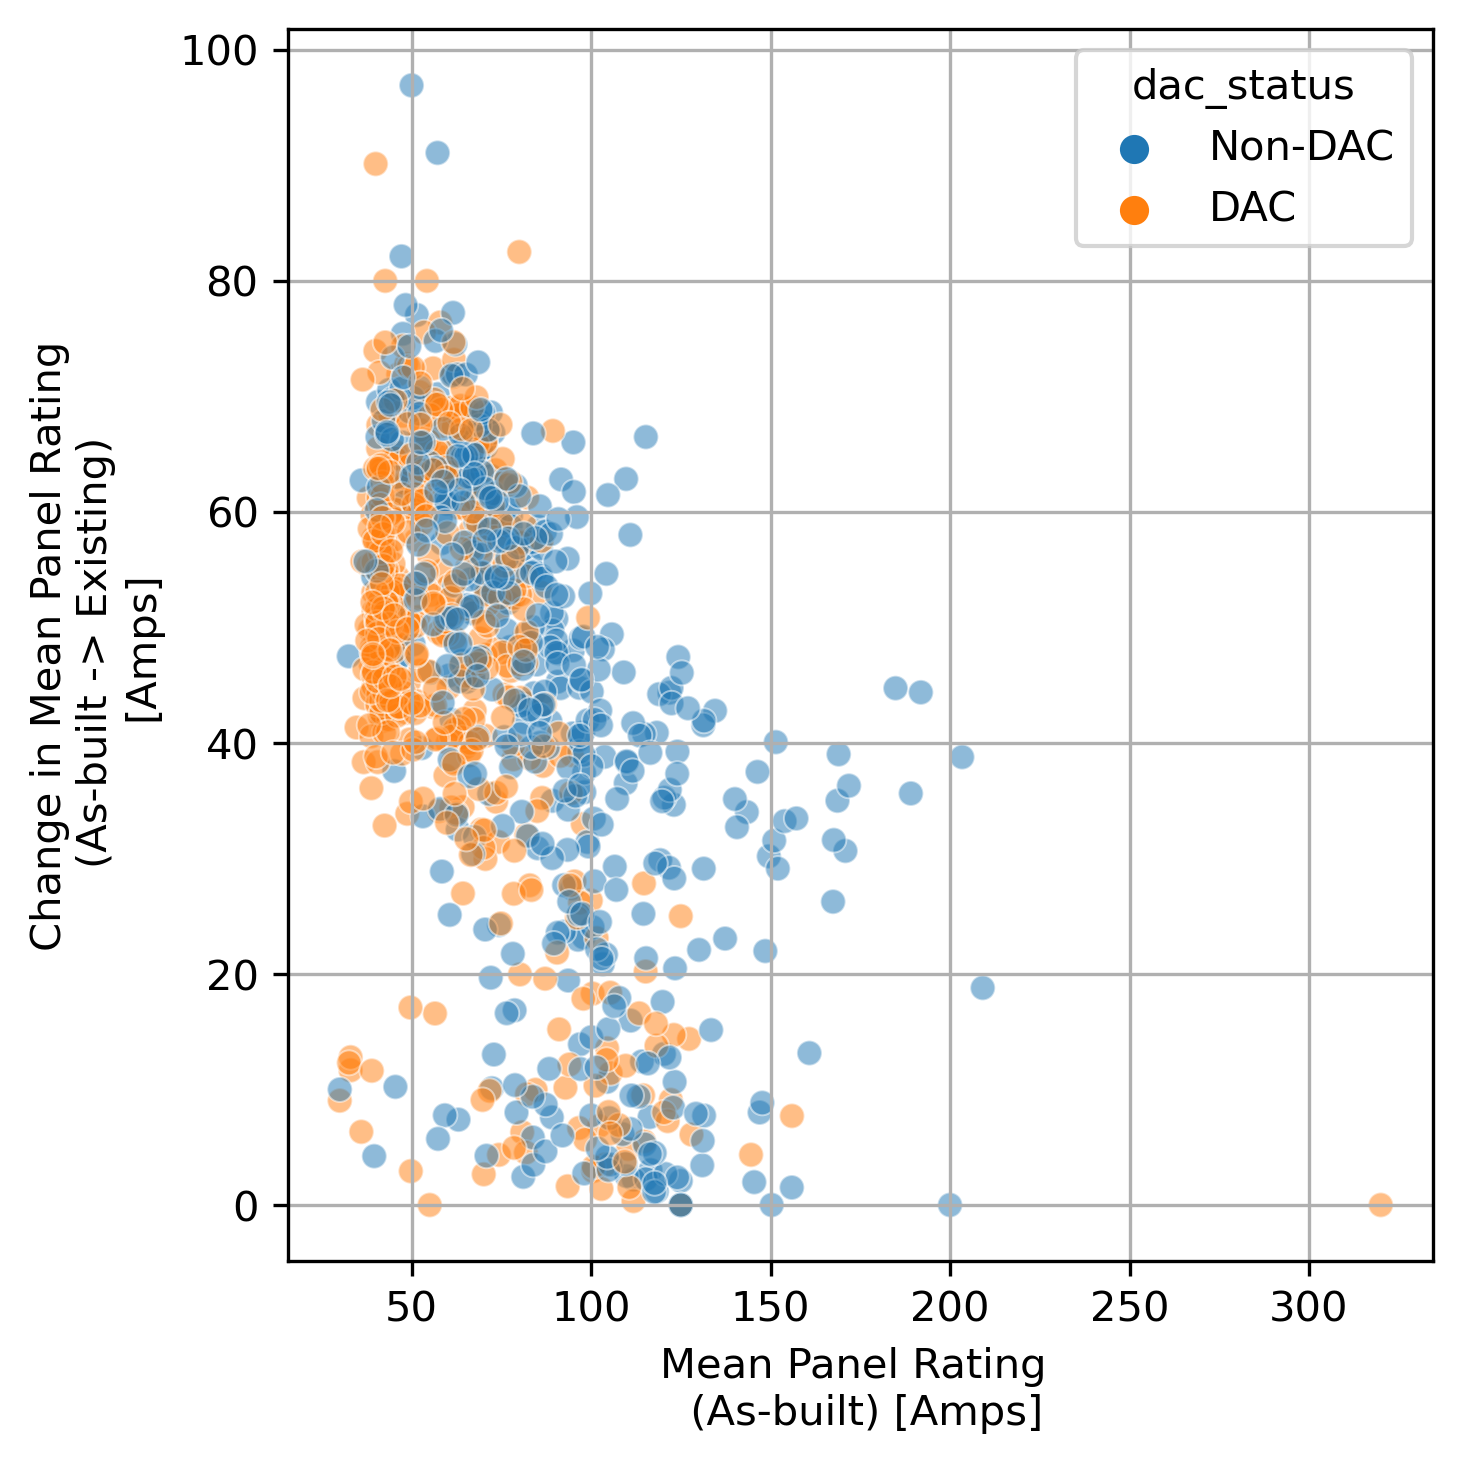 100
80
60
40
20
0
Change in Mean Panel Rating
(As-built -> Existing)
[Amps]
dac_status
Non-DAC
DAC
50
100
150
200
250
300
Mean Panel Rating
(As-built) [Amps]